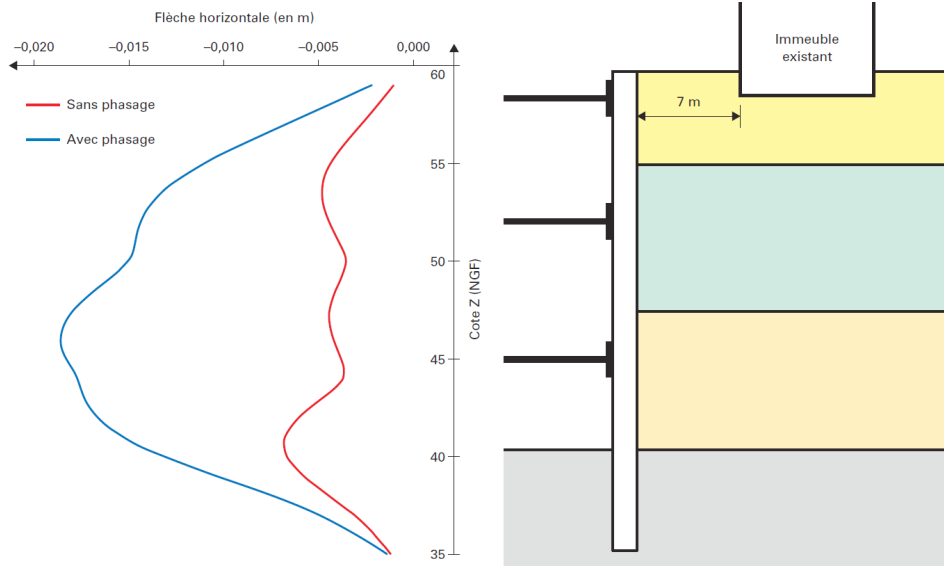 Flèche horizontale (en m)
–0,020 –0,015 –0,010 –0,005 0,000
60
55
50
45
40
35
Cote Z (NGF)
Sans phasage
Avec phasage
Immeuble
existant
7 m